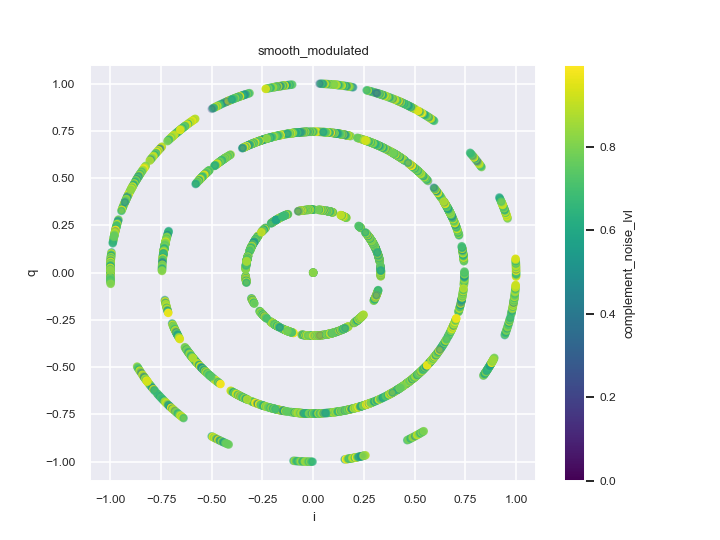 smooth_modulated
1.00
0.75
0.50
0.25
0.00
−0.25
−0.50
−0.75
−1.00
q
−1.00 −0.75 −0.50 −0.25 0.00 0.25 0.50 0.75 1.00
i
0.8
0.6
0.4
0.2
0.0
complement_noise_lvl